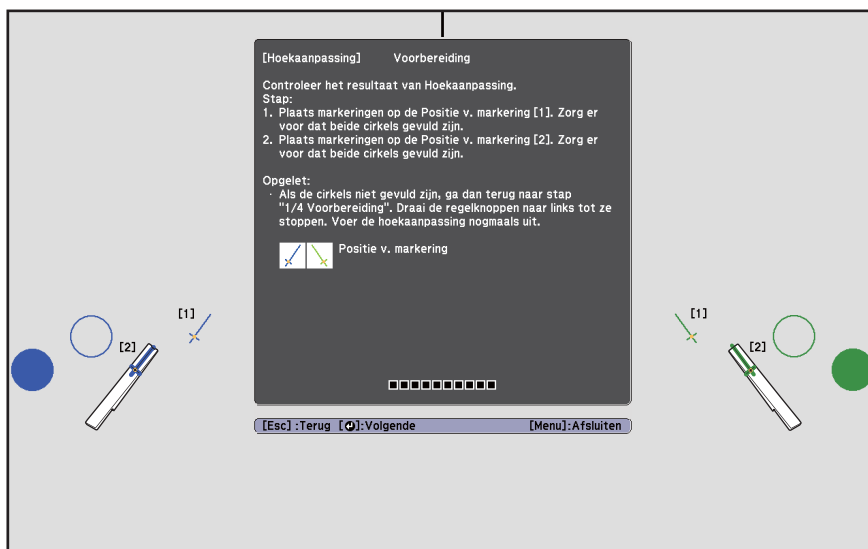 [Hoekaanpassing] Voorbereiding
Controleer het resultaat van Hoekaanpassing.
Stap:
1. Plaats markeringen op de Positie v. markering [1]. Zorg er
voor dat beide cirkels gevuld zijn.
2. Plaats markeringen op de Positie v. markering [2]. Zorg er
voor dat beide cirkels gevuld zijn.
Opgelet:
· Als de cirkels niet gevuld zijn, ga dan terug naar stap
"1/4 Voorbereiding". Draai de regelknoppen naar links tot ze
stoppen. Voer de hoekaanpassing nogmaals uit.
Positie v. markering
[1]
[2]
[1]
[2]
[Esc] :Terug [↵]:Volgende [Menu]:Afsluiten